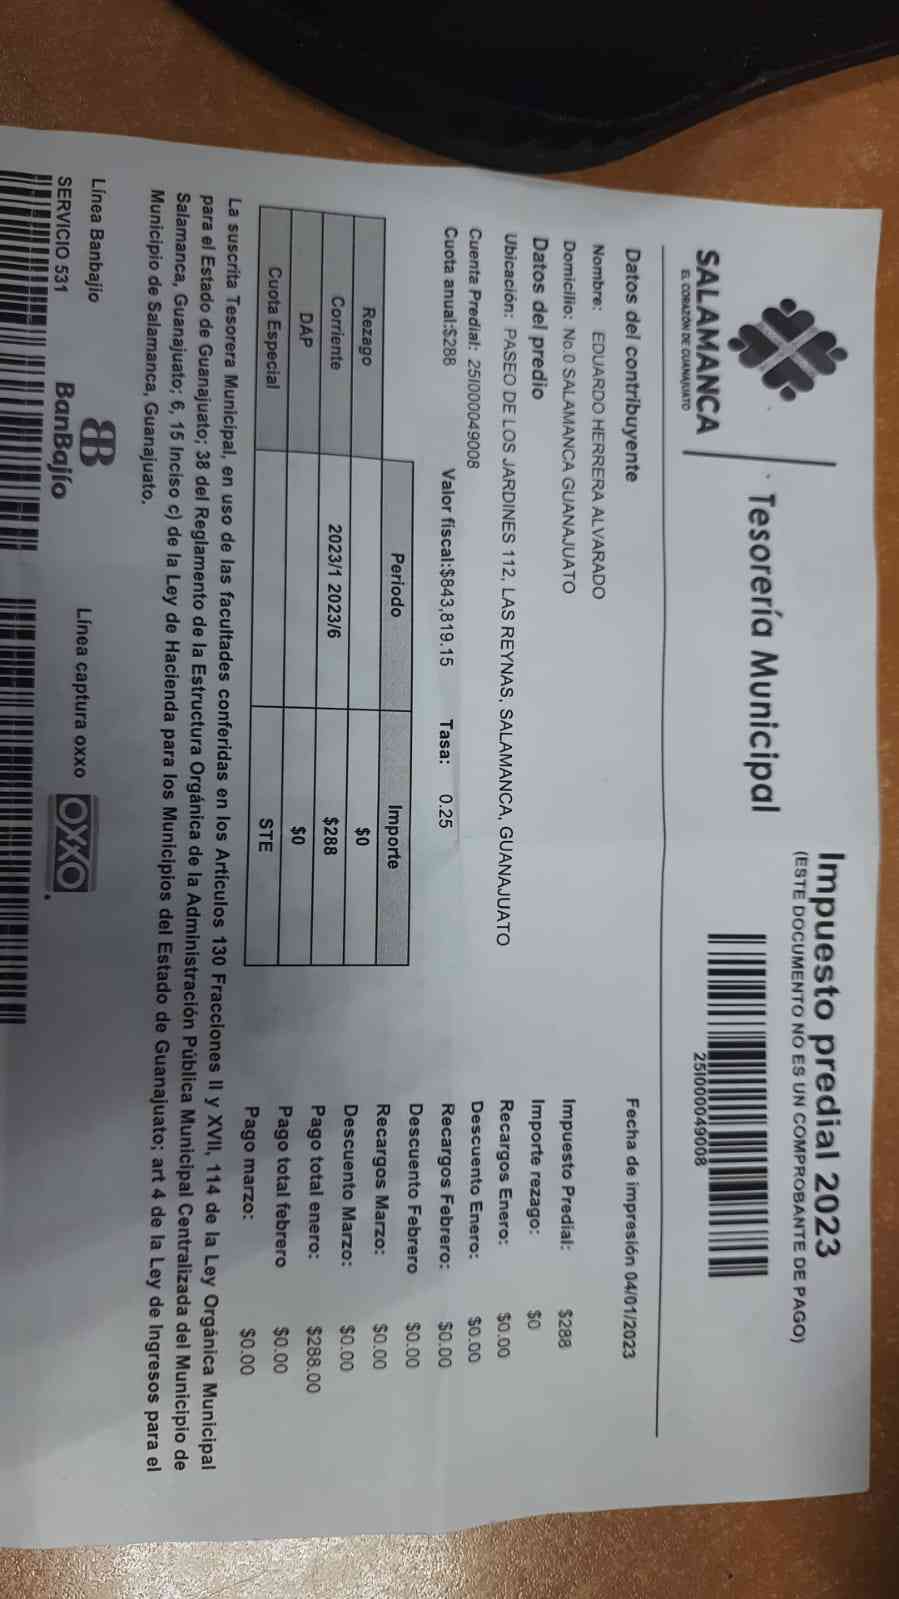 SALAMANCA
EL CORAZÓN DE GUANAJUATO
Tesorería Municipal
Impuesto predial 2023
(ESTE DOCUMENTO NO ES UN COMPROBANTE DE PAGO)
25I000049008
Datos del contribuyente
Fecha de impresión 04/01/2023
Nombre: EDUARDO HERRERA ALVARADO
Domicilio: No.0 SALAMANCA GUANAJUATO
Datos del predio
Ubicación: PASEO DE LOS JARDINES 112, LAS REYNAS, SALAMANCA, GUANAJUATO
Cuenta Predial: 25I000049008
Cuota anual:$288 Valor fiscal:$843,819.15 Tasa: 0.25
Periodo Importe
Rezago $0
Corriente 2023/1 2023/6 $288
DAP $0
Cuota Especial STE
Impuesto Predial: $288
Importe rezago: $0
Recargos Enero: $0.00
Descuento Enero: $0.00
Recargos Febrero: $0.00
Descuento Febrero $0.00
Recargos Marzo: $0.00
Descuento Marzo: $0.00
Pago total enero: $288.00
Pago total febrero $0.00
Pago marzo: $0.00
La suscrita Tesorera Municipal, en uso de las facultades conferidas en los Artículos 130 Fracciones II y XVII, 114 de la Ley Orgánica Municipal
para el Estado de Guanajuato; 38 del Reglamento de la Estructura Orgánica de la Administración Pública Municipal Centralizada del Municipio de
Salamanca, Guanajuato; 6, 15 Inciso c) de la Ley de Hacienda para los Municipios del Estado de Guanajuato; art 4 de la Ley de Ingresos para el
Municipio de Salamanca, Guanajuato.
Línea Banbajio
SERVICIO 531
BanBajío
Línea captura oxxo
OXXO